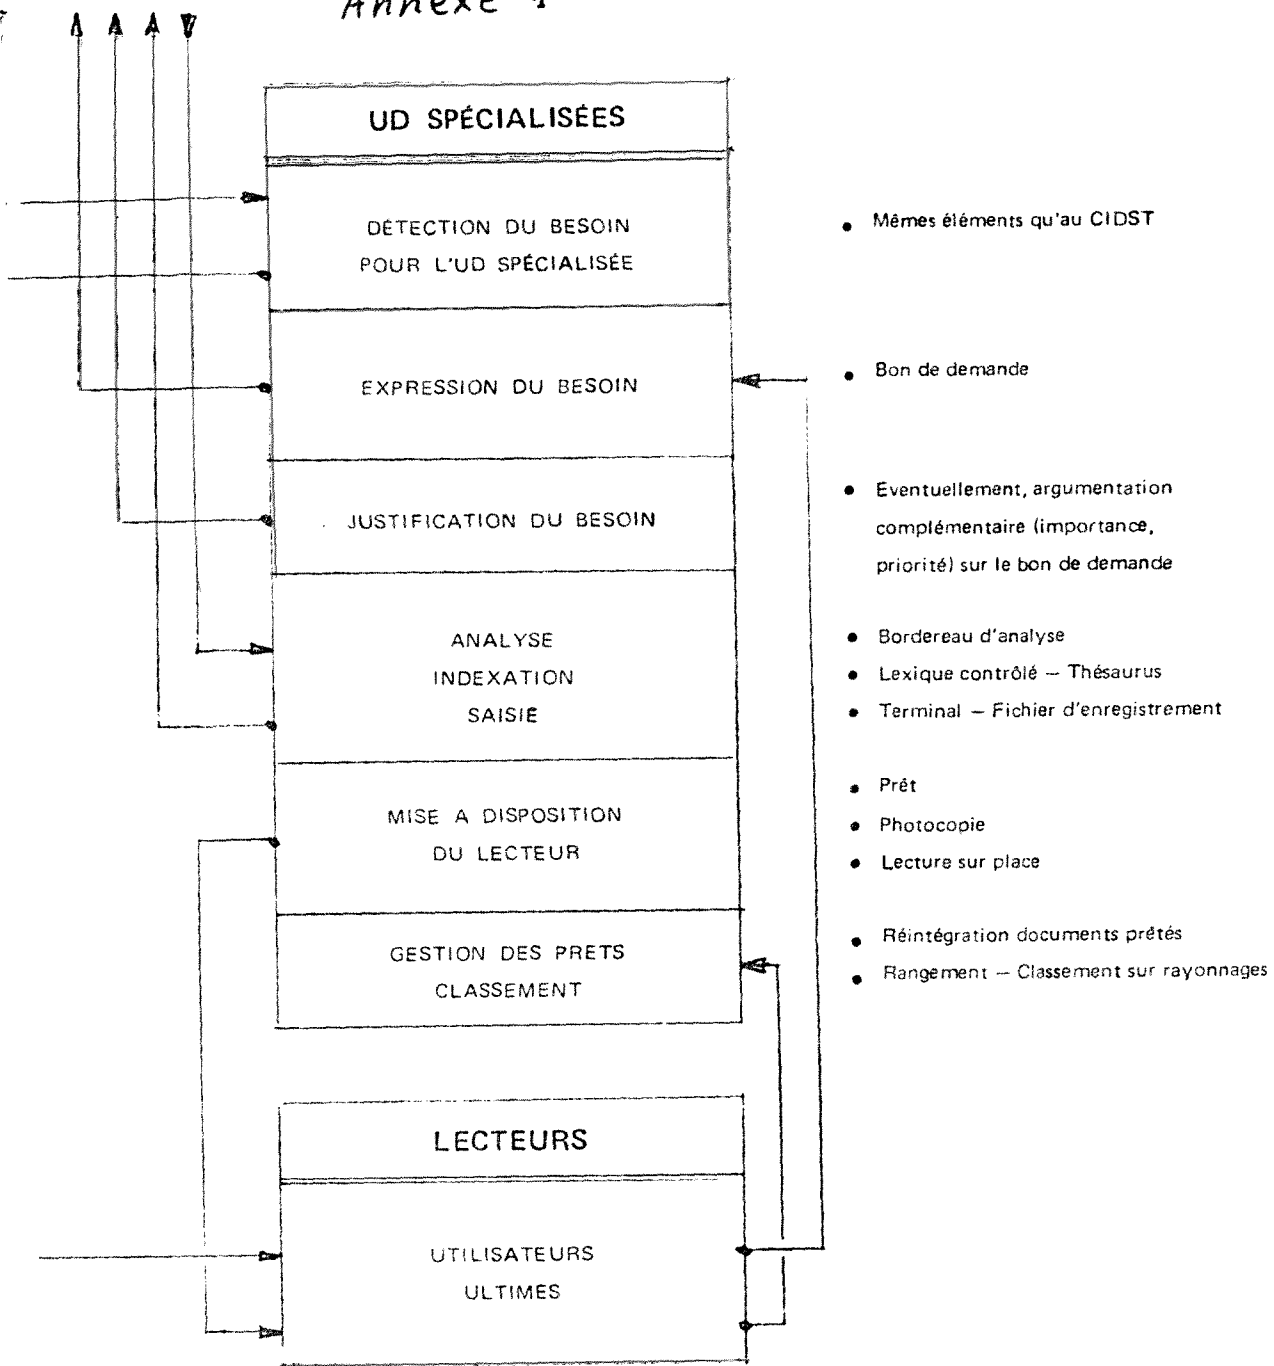 Annexe 1
UD SPÉCIALISÉES
DÉTECTION DU BESOIN
POUR L'UD SPÉCIALISÉE
• Mêmes éléments qu'au CIDST
EXPRESSION DU BESOIN
• Bon de demande
JUSTIFICATION DU BESOIN
• Eventuellement, argumentation
complémentaire (importance,
priorité) sur le bon de demande
ANALYSE
INDEXATION
SAISIE
• Bordereau d'analyse
• Lexique contrôlé – Thésaurus
• Terminal – Fichier d'enregistrement
MISE A DISPOSITION
DU LECTEUR
• Prêt
• Photocopie
• Lecture sur place
GESTION DES PRETS
CLASSEMENT
• Réintégration documents prêtés
• Rangement – Classement sur rayonnages
LECTEURS
UTILISATEURS
ULTIMES